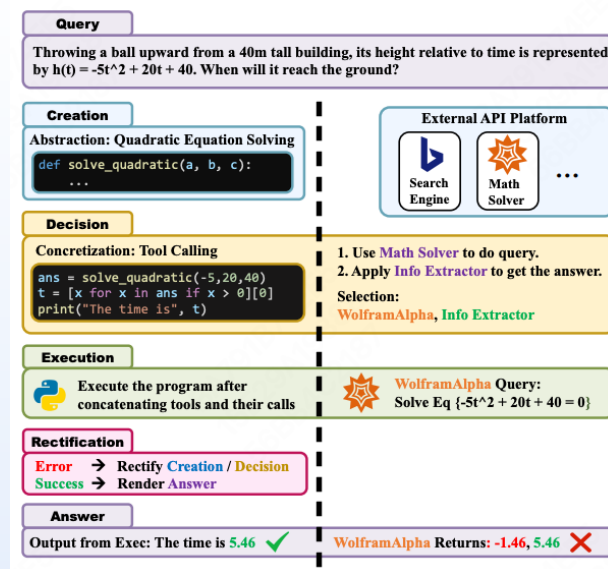 Query
Throwing a ball upward from a 40m tall building, its height relative to time is represented
by h(t) = -5t^2 + 20t + 40. When will it reach the ground?
Creation
Abstraction: Quadratic Equation Solving
def solve_quadratic(a, b, c):
...
External API Platform
Search
Engine
Math
Solver
...
Decision
Concretization: Tool Calling
ans = solve_quadratic(-5,20,40)
t = [x for x in ans if x > 0][0]
print("The time is", t)
1. Use Math Solver to do query.
2. Apply Info Extractor to get the answer.
Selection:
WolframAlpha, Info Extractor
Execution
Execute the program after
concatenating tools and their calls
WolframAlpha Query:
Solve Eq {-5t^2 + 20t + 40 = 0}
Rectification
Error → Rectify Creation / Decision
Success → Render Answer
Answer
Output from Exec: The time is 5.46
WolframAlpha Returns: -1.46, 5.46